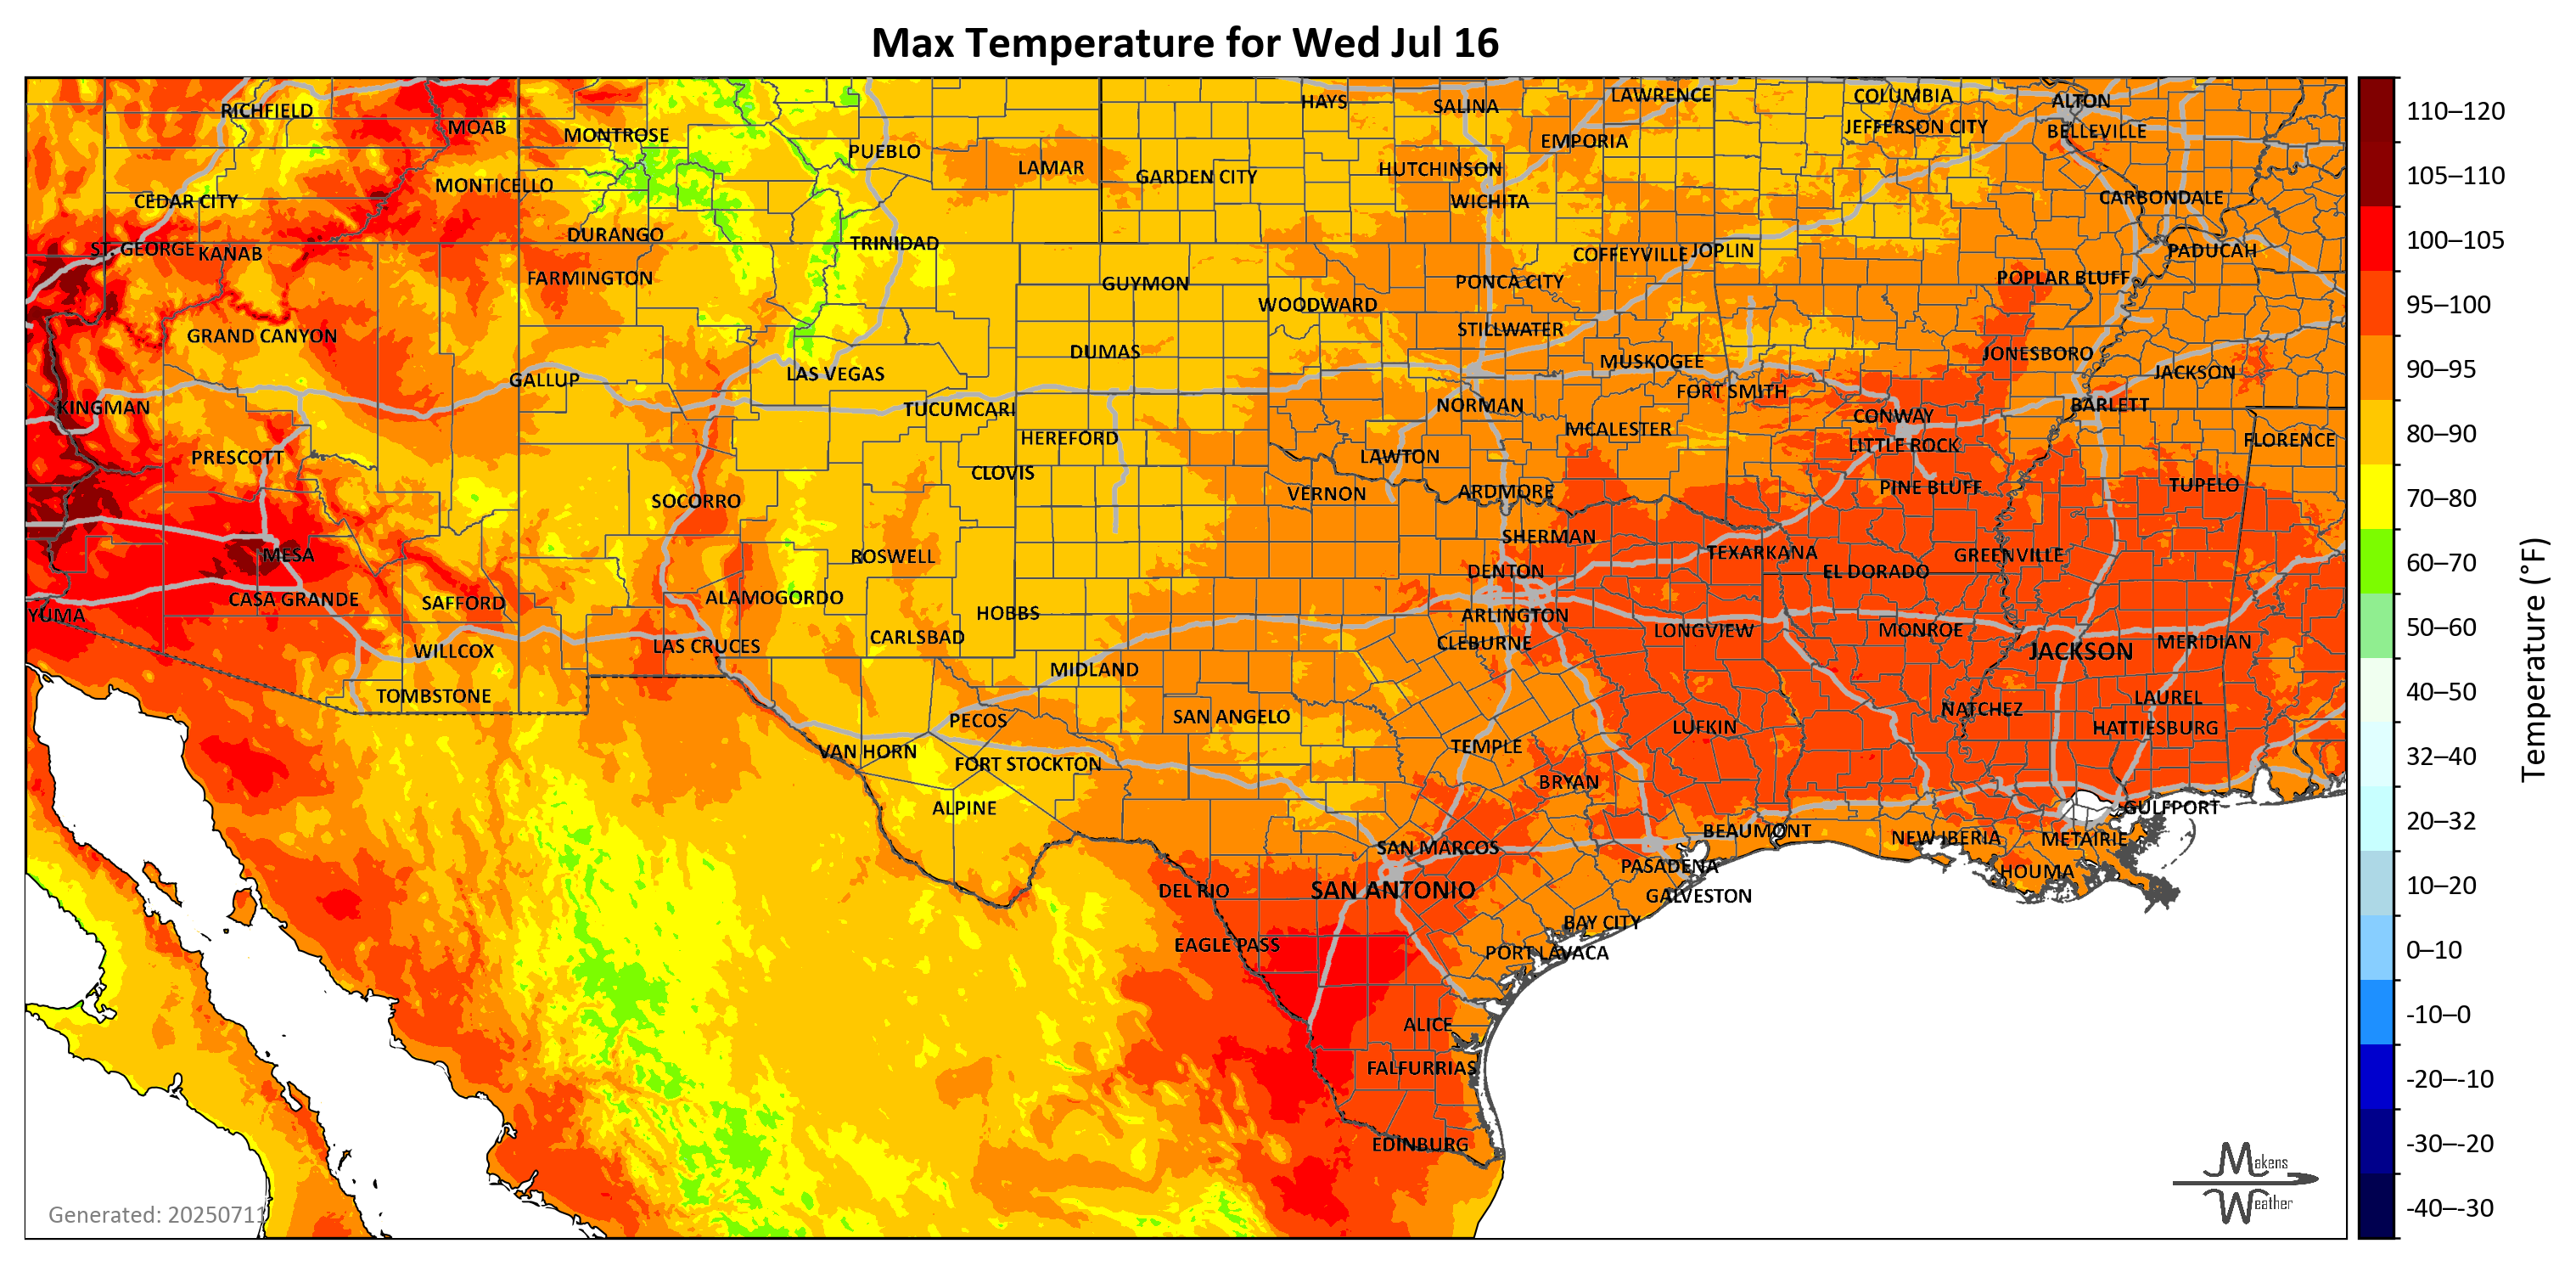 Max Temperature for Wed Jul 16
RICHFIELD
MOAB
MONTROSE
PUEBLO
LAMAR
HAYS
SALINA
LAWRENCE
COLUMBIA
ALTON
EMPORIA
JEFFERSON CITY
BELLEVILLE
CEDAR CITY
MONTICELLO
GARDEN CITY
HUTCHINSON
WICHITA
CARBONDALE
ST. GEORGE
KANAB
DURANGO
TRINIDAD
COFFEYVILLE
JOPLIN
PADUCAH
FARMINGTON
GUYMON
WOODWARD
PONCA CITY
POPLAR BLUFF
GRAND CANYON
DUMAS
STILLWATER
JONESBORO
GALLUP
LAS VEGAS
MUSKOGEE
FORT SMITH
JACKSON
KINGMAN
TUCUMCARI
NORMAN
CONWAY
BARLETT
HEREFORD
MCALESTER
LITTLE ROCK
FLORENCE
PRESCOTT
CLOVIS
LAWTON
SOCORRO
VERNON
ARDMORE
PINE BLUFF
TUPELO
MESA
ROSWELL
SHERMAN
TEXARKANA
GREENVILLE
DENTON
EL DORADO
YUMA
CASA GRANDE
SAFFORD
ALAMOGORDO
HOBBS
ARLINGTON
WILLCOX
LAS CRUCES
CARLSBAD
CLEBURNE
LONGVIEW
MONROE
JACKSON
MERIDIAN
TOMBSTONE
MIDLAND
LAUREL
PECOS
SAN ANGELO
NATCHEZ
VAN HORN
FORT STOCKTON
TEMPLE
LUFKIN
HATTIESBURG
ALPINE
BRYAN
GULFPORT
SAN MARCOS
BEAUMONT
NEW IBERIA
METAIRIE
DEL RIO
SAN ANTONIO
PASADENA
GALVESTON
HOUMA
EAGLE PASS
BAY CITY
PORT LAVACA
ALICE
FALFURRIAS
EDINBURG
Generated: 20250711
Makens
Weather
110–120
105–110
100–105
95–100
90–95
80–90
70–80
60–70
50–60
40–50
32–40
20–32
10–20
0–10
-10–0
-20–-10
-30–-20
-40–-30
Temperature (°F)